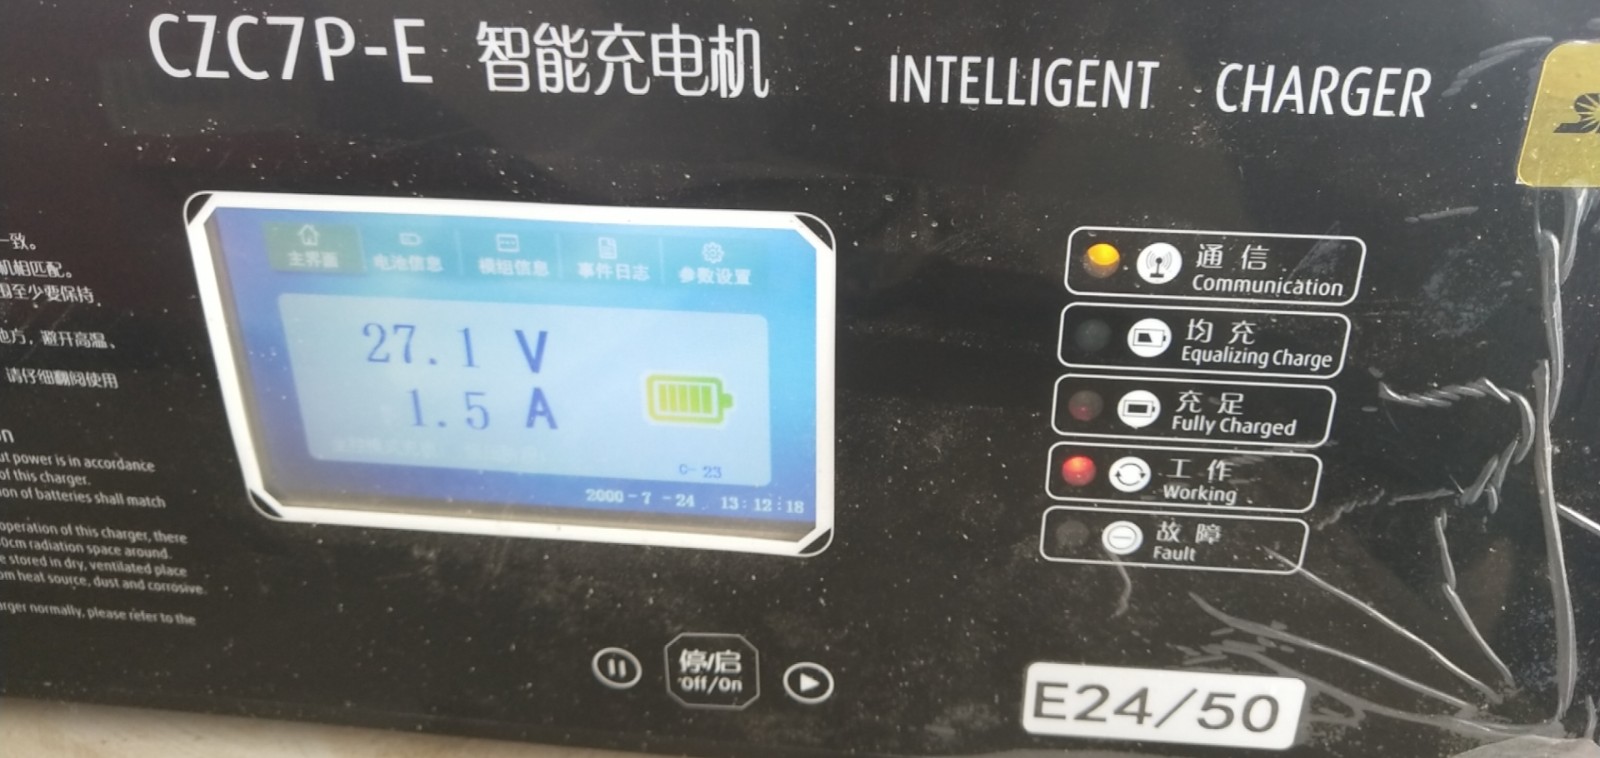 CZC7P-E 智能充电机 INTELLIGENT CHARGER
一致。
机相匹配。
围至少要保持
地方，避开高温、
请仔细翻阅使用
on
ut power is in accordance
of this charger.
ion of batteries shall match
operation of this charger, there
0cm radiation space around.
e stored in dry, ventilated place
om heat source, dust and corrosive.
arger normally, please refer to the
主界面 电池信息 模组信息 事件日志 参数设置
27.1 V
1.5 A
C-23
2000-7-24 13:12:18
通信
Communication
均充
Equalizing Charge
充足
Fully Charged
工作
Working
故障
Fault
停/启
Off/On
E24/50